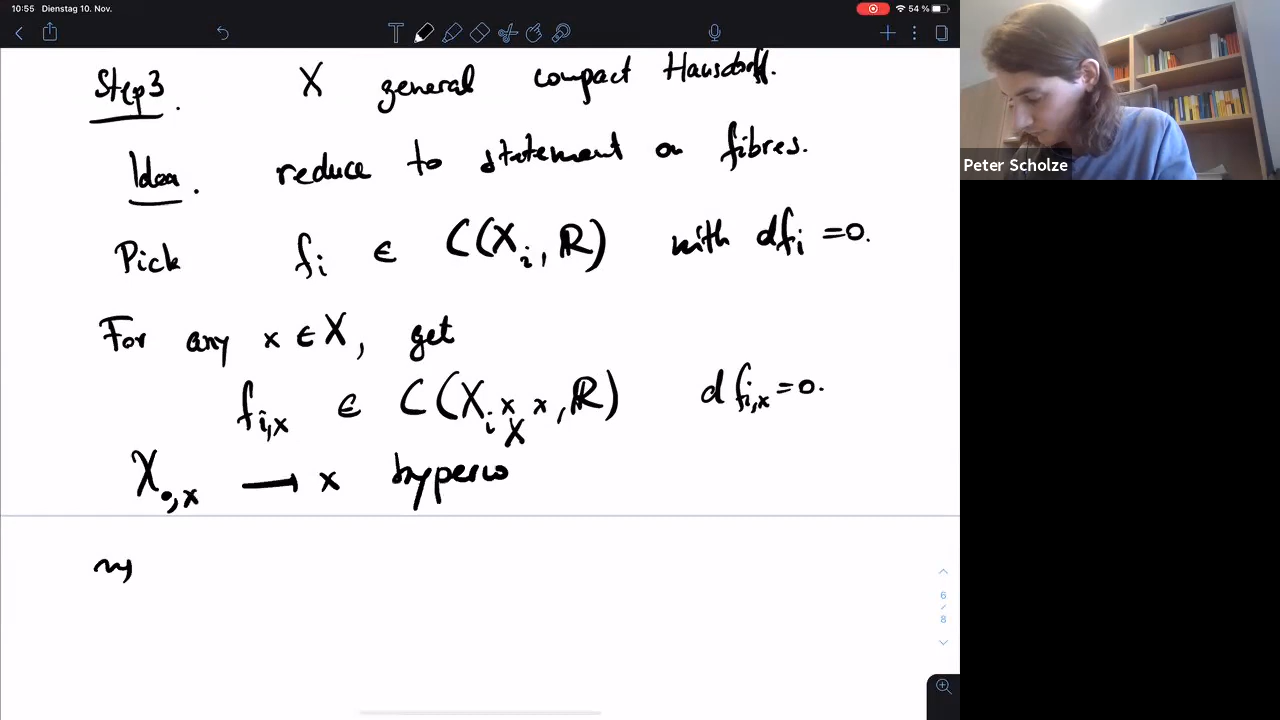 10:55 Dienstag 10. Nov.
54 %
Step 3. X general compact Hausdorff.
Idea. reduce to statement on fibres.
Pick f_i ∈ C(X_i, ℝ) with df_i = 0.
For any x ∈ X, get
f_{i,x} ∈ C(X_i ×_X x, ℝ) d f_{i,x} = 0.
X_{•,x} → x hyperco
⇝
6
/
8
Peter Scholze